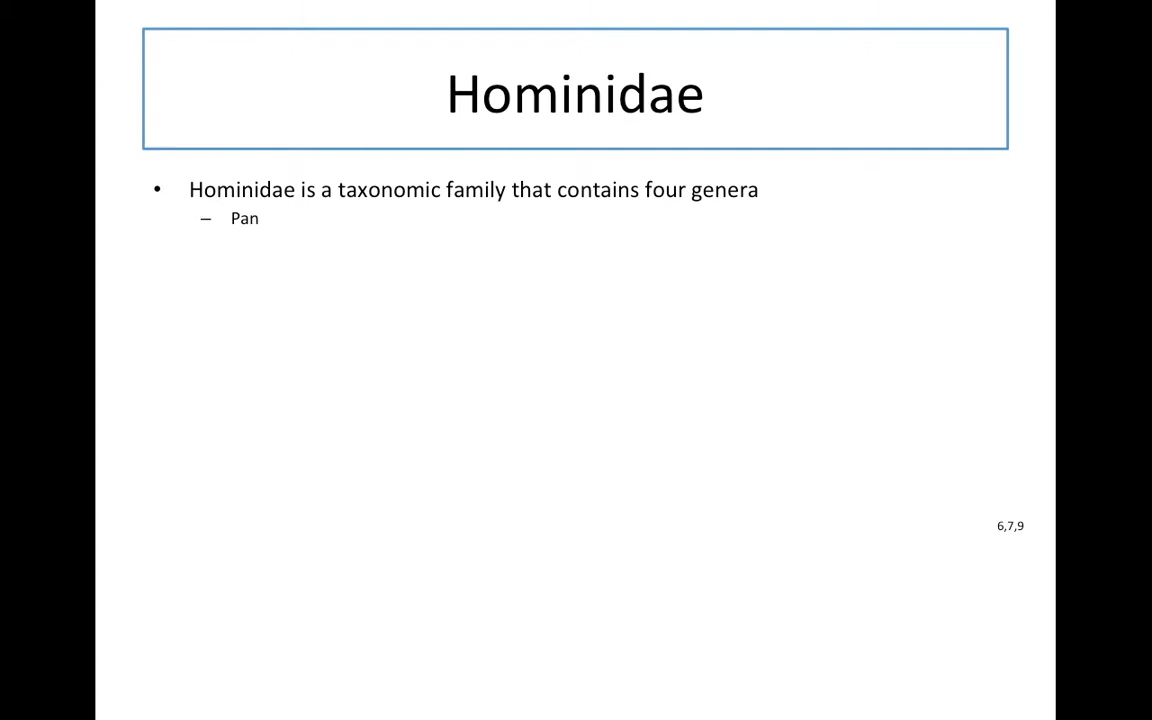 Hominidae
• Hominidae is a taxonomic family that contains four genera
– Pan
6,7,9